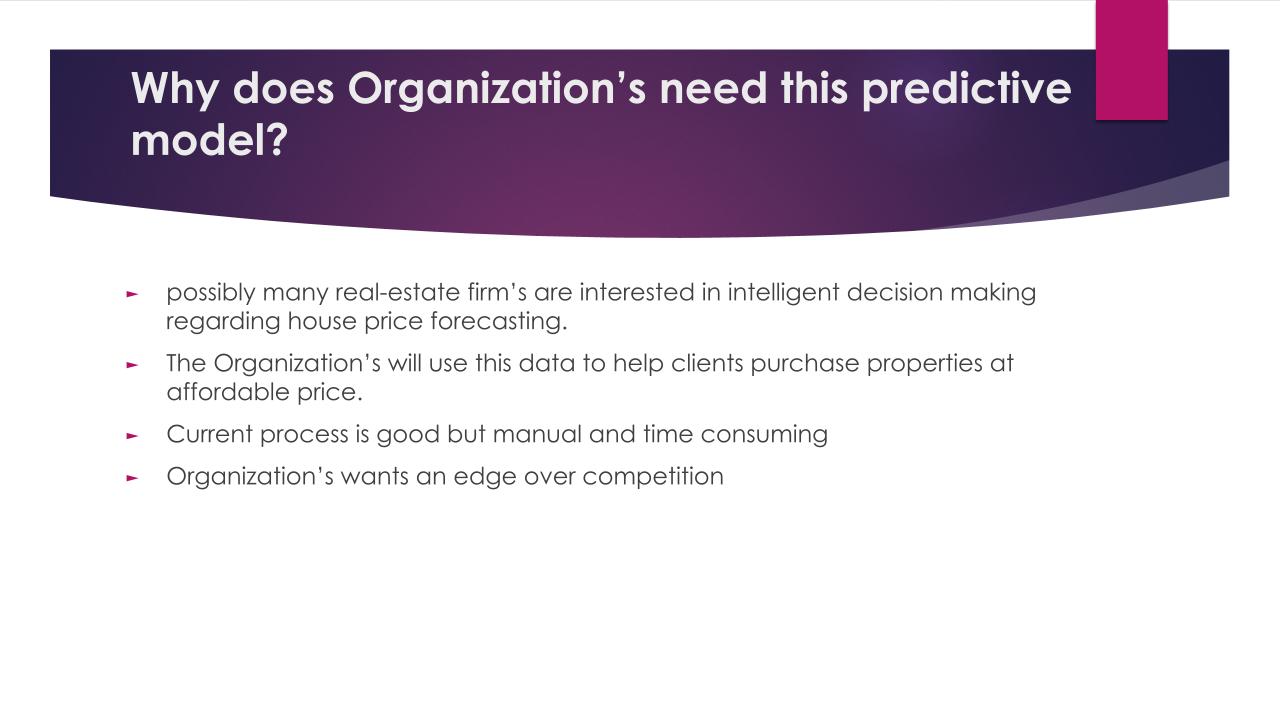 Why does Organization’s need this predictive
model?
► possibly many real-estate firm’s are interested in intelligent decision making
regarding house price forecasting.
► The Organization’s will use this data to help clients purchase properties at
affordable price.
► Current process is good but manual and time consuming
► Organization’s wants an edge over competition